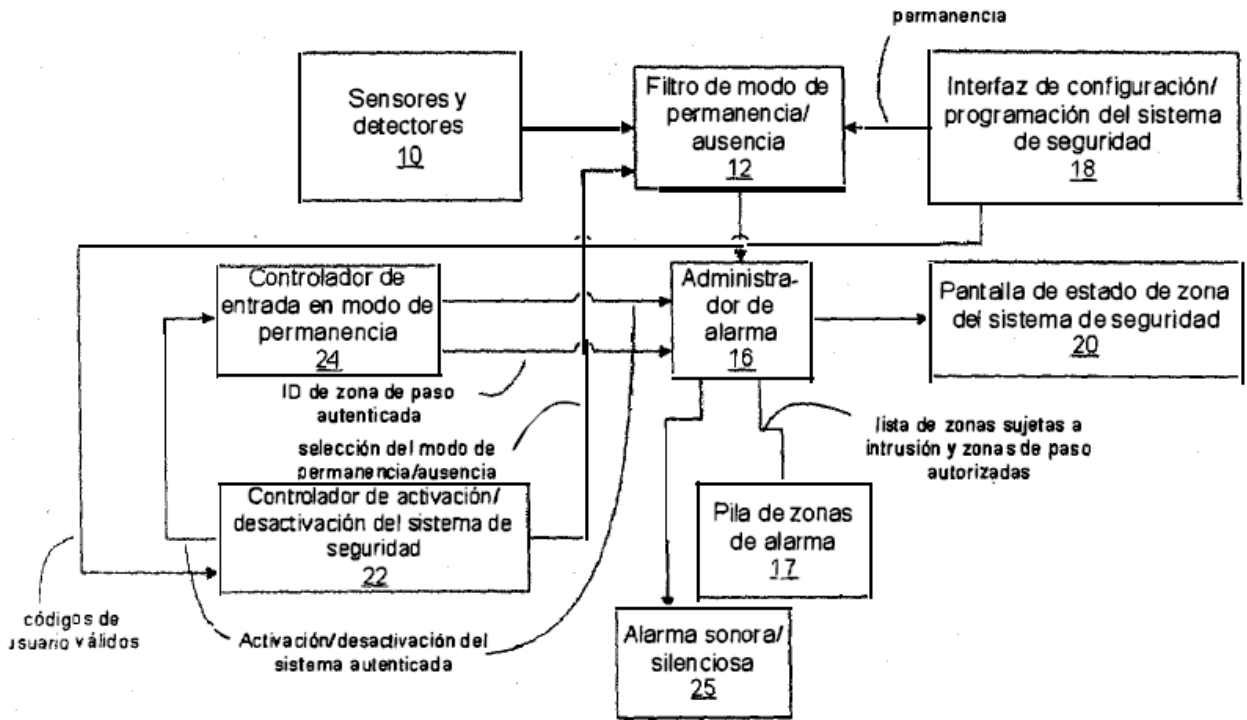 permanencia
Sensores y
detectores
10
Filtro de modo de
permanencia/
ausencia
12
Interfaz de configuración/
programación del sistema
de seguridad
18
Controlador de
entrada en modo de
permanencia
24
Administra-
dor de
alarma
16
Pantalla de estado de zona
del sistema de seguridad
20
ID de zona de paso
autenticada
selección del modo de
permanencia/ausencia
lista de zonas sujetas a
intrusión y zonas de paso
autorizadas
Controlador de activación/
desactivación del sistema de
seguridad
22
Pila de zonas
de alarma
17
códigos de
usuario válidos
Activación/desactivación del
sistema autenticada
Alarma sonora/
silenciosa
25